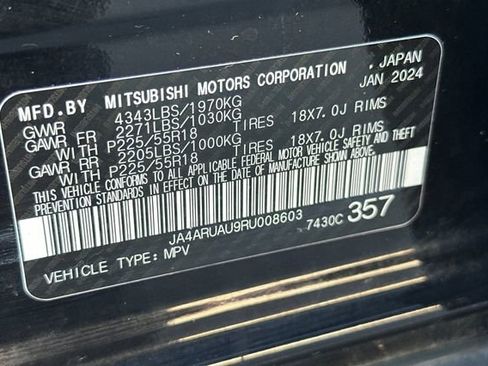 MFD.BY MITSUBISHI MOTORS CORPORATION . JAPAN
GVWR 4343LBS/1970KG JAN 2024
GAWR FR 2271LBS/1030KG
WITH P225/55R18 TIRES 18X7.0J RIMS
GAWR RR 2205LBS/1000KG
WITH P225/55R18 TIRES 18X7.0J RIMS
THIS VEHICLE CONFORMS TO ALL APPLICABLE FEDERAL MOTOR VEHICLE SAFETY, BUMPER AND THEFT
PREVENTION STANDARDS IN EFFECT ON THE DATE OF MANUFACTURE SHOWN ABOVE.
JA4ARUAU9RU008603 7430C 357
VEHICLE TYPE: MPV